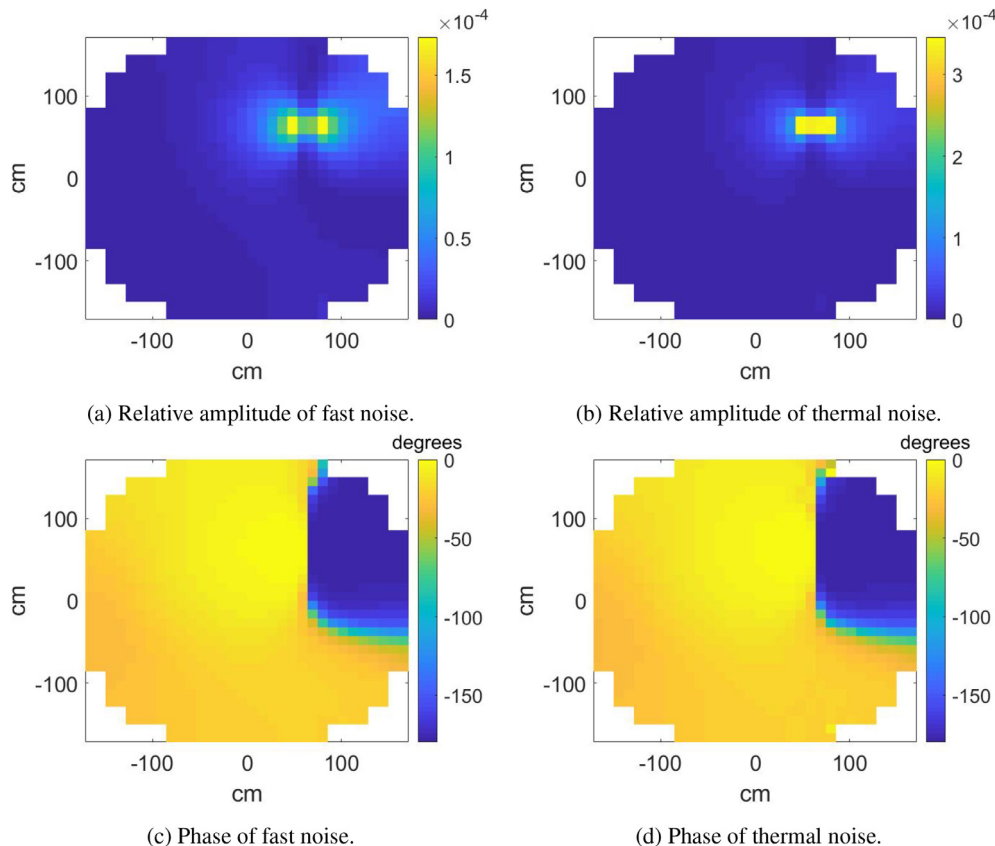 ×10⁻⁴ ×10⁻⁴
1.5 3
100 100
1 2
cm 0 cm 0
0.5 1
-100 -100
0 0
-100 0 100 -100 0 100
cm cm
(a) Relative amplitude of fast noise. (b) Relative amplitude of thermal noise.
degrees degrees
0 0
100 100
-50 -50
cm 0 cm 0
-100 -100
-100 -100
-150 -150
-100 0 100 -100 0 100
cm cm
(c) Phase of fast noise. (d) Phase of thermal noise.